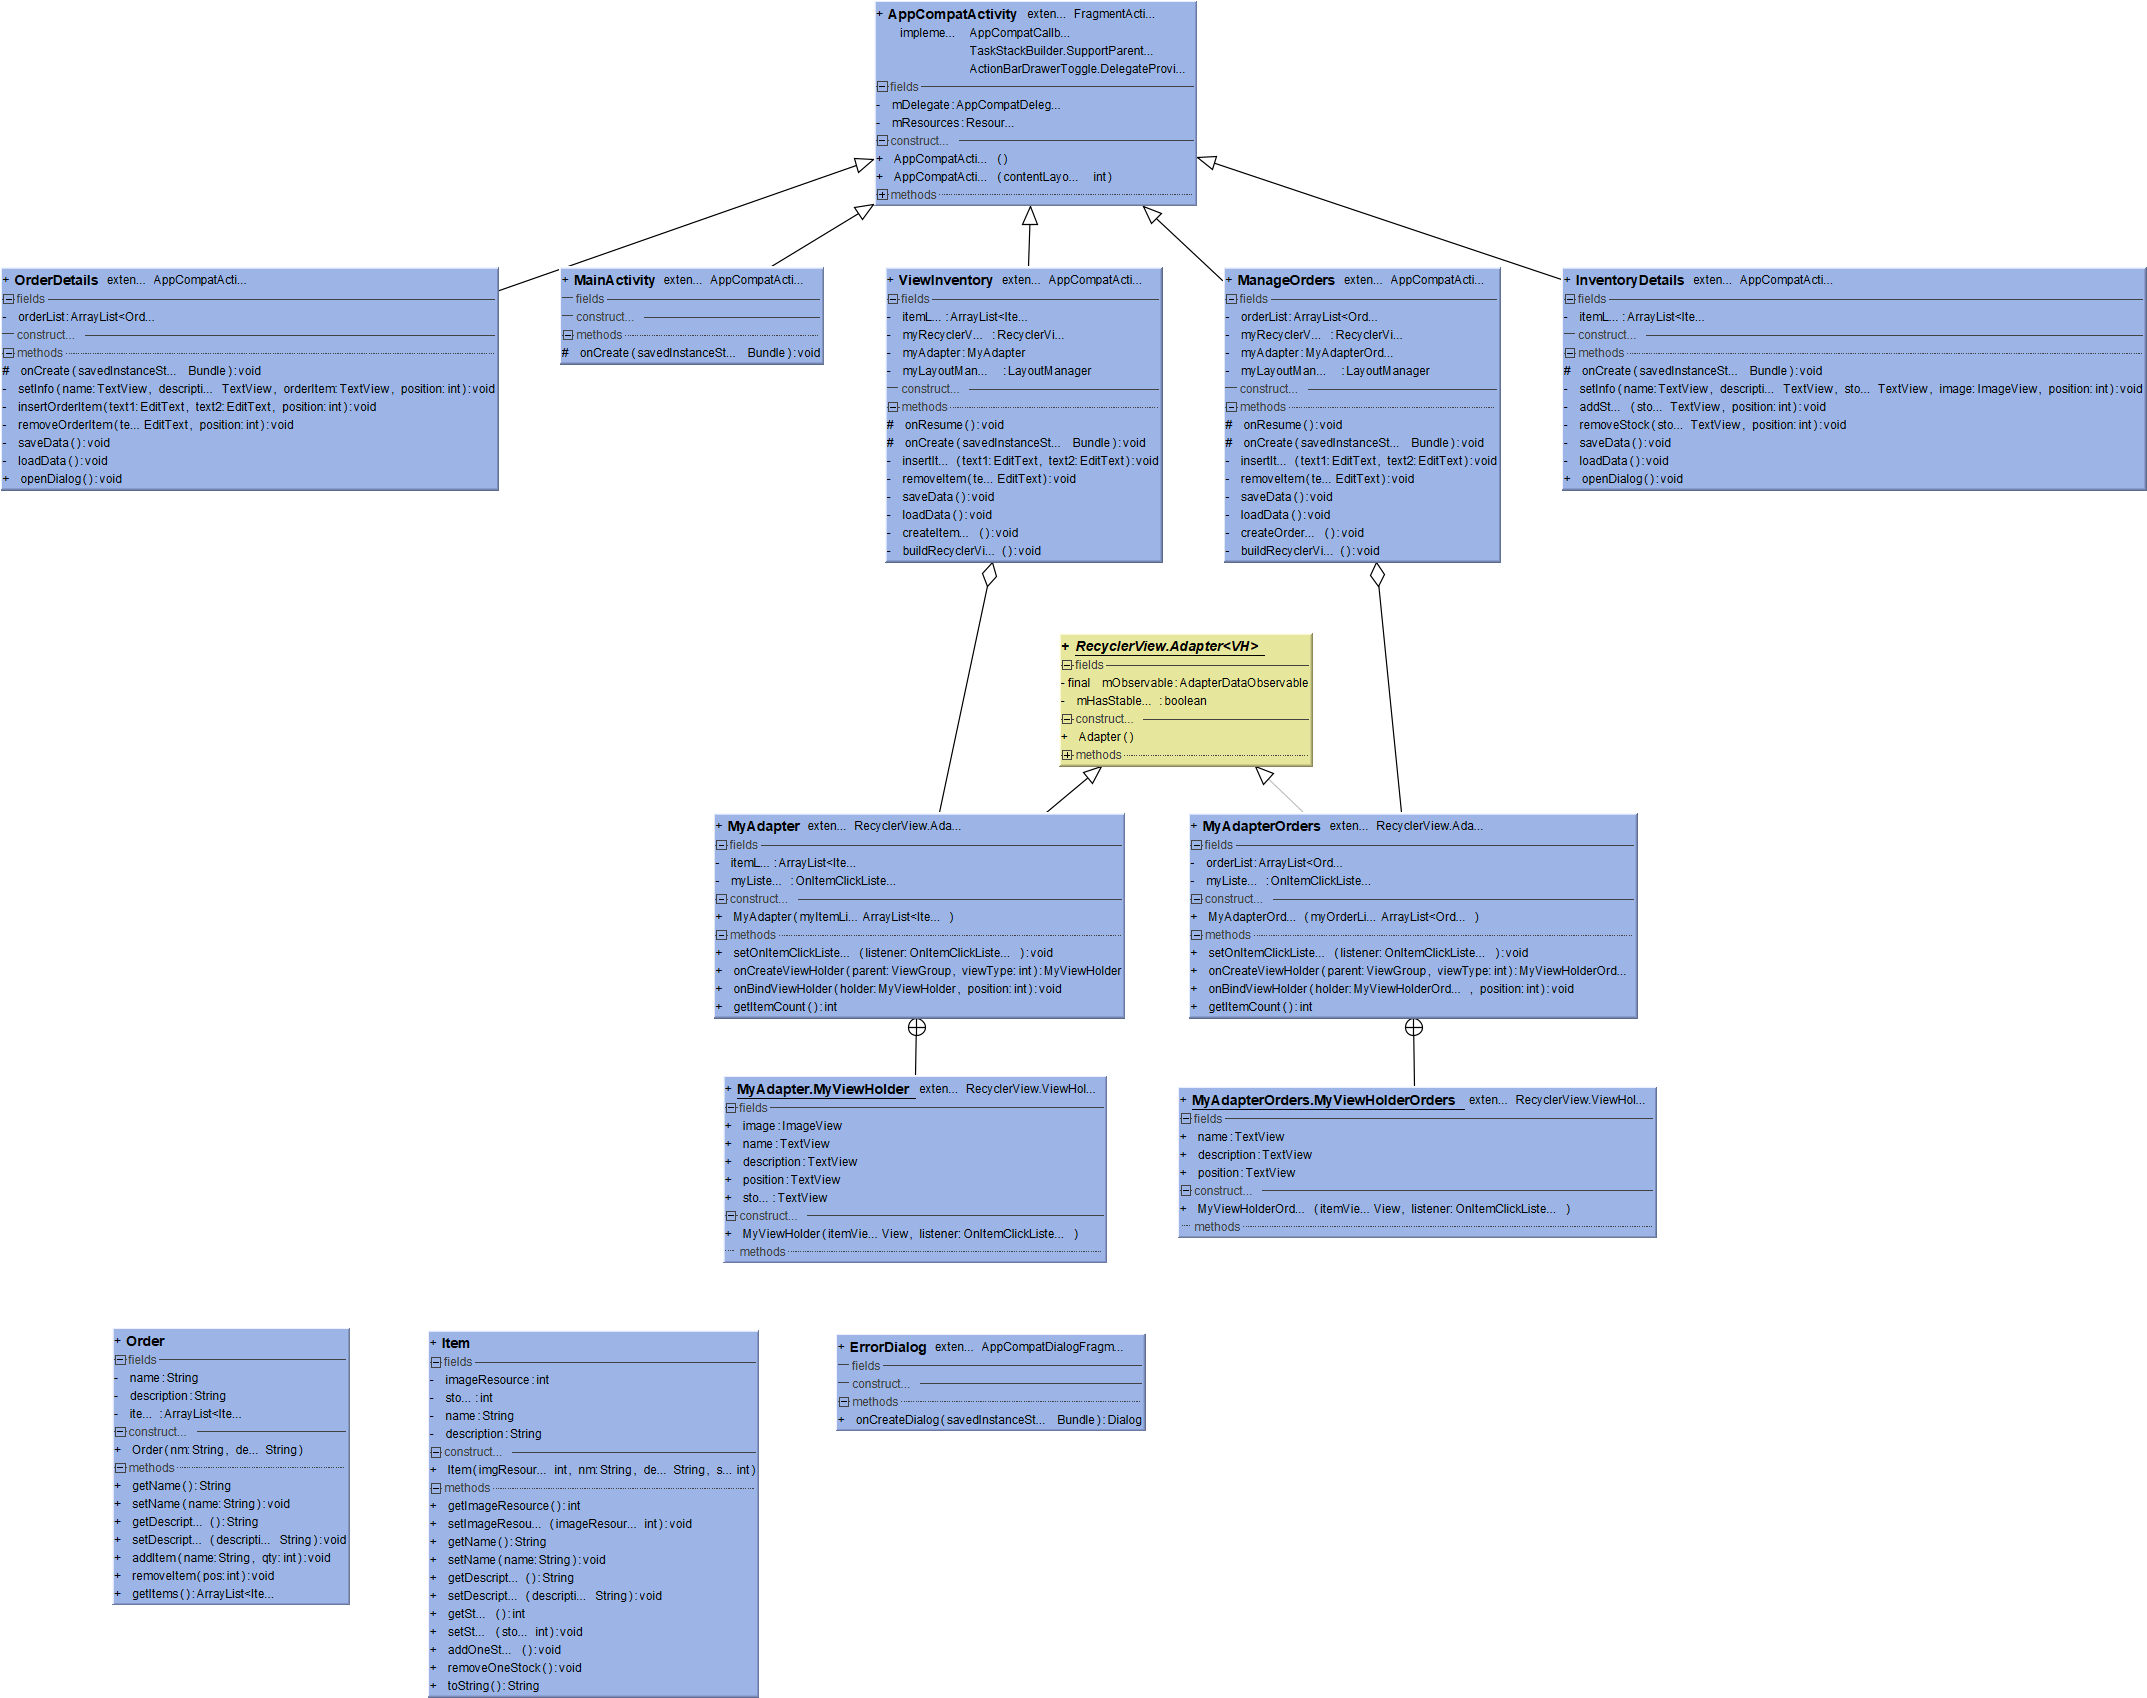 + AppCompatActivity exten... FragmentActi...
impleme... AppCompatCallb...
TaskStackBuilder.SupportParent...
ActionBarDrawerToggle.DelegateProvi...
fields
- mDelegate:AppCompatDeleg...
- mResources:Resour...
construct...
+ AppCompatActi... ()
+ AppCompatActi... (contentLayo... int)
methods
+ OrderDetails exten... AppCompatActi...
fields
- orderList:ArrayList<Ord...
construct...
methods
# onCreate(savedInstanceSt... Bundle):void
- setInfo(name:TextView, descripti... TextView, orderItem:TextView, position:int):void
- insertOrderItem(text1:EditText, text2:EditText, position:int):void
- removeOrderItem(te... EditText, position:int):void
- saveData():void
- loadData():void
+ openDialog():void
+ MainActivity exten... AppCompatActi...
fields
construct...
methods
# onCreate(savedInstanceSt... Bundle):void
+ ViewInventory exten... AppCompatActi...
fields
- itemL... :ArrayList<Ite...
- myRecyclerV... :RecyclerVi...
- myAdapter:MyAdapter
- myLayoutMan... :LayoutManager
construct...
methods
# onResume():void
# onCreate(savedInstanceSt... Bundle):void
- insertIt... (text1:EditText, text2:EditText):void
- removeItem(te... EditText):void
- saveData():void
- loadData():void
- createItem... ():void
- buildRecyclerVi... ():void
+ ManageOrders exten... AppCompatActi...
fields
- orderList:ArrayList<Ord...
- myRecyclerV... :RecyclerVi...
- myAdapter:MyAdapterOrd...
- myLayoutMan... :LayoutManager
construct...
methods
# onResume():void
# onCreate(savedInstanceSt... Bundle):void
- insertIt... (text1:EditText, text2:EditText):void
- removeItem(te... EditText):void
- saveData():void
- loadData():void
- createOrder... ():void
- buildRecyclerVi... ():void
+ InventoryDetails exten... AppCompatActi...
fields
- itemL... :ArrayList<Ite...
construct...
methods
# onCreate(savedInstanceSt... Bundle):void
- setInfo(name:TextView, descripti... TextView, sto... TextView, image:ImageView, position:int):void
- addSt... (sto... TextView, position:int):void
- removeStock(sto... TextView, position:int):void
- saveData():void
- loadData():void
+ openDialog():void
+ RecyclerView.Adapter<VH>
fields
- final mObservable:AdapterDataObservable
- mHasStable... :boolean
construct...
+ Adapter()
methods
+ MyAdapter exten... RecyclerView.Ada...
fields
- itemL... :ArrayList<Ite...
- myListe... :OnItemClickListe...
construct...
+ MyAdapter(myItemLi... ArrayList<Ite... )
methods
+ setOnItemClickListe... (listener:OnItemClickListe... ):void
+ onCreateViewHolder(parent:ViewGroup, viewType:int):MyViewHolder
+ onBindViewHolder(holder:MyViewHolder, position:int):void
+ getItemCount():int
+ MyAdapterOrders exten... RecyclerView.Ada...
fields
- orderList:ArrayList<Ord...
- myListe... :OnItemClickListe...
construct...
+ MyAdapterOrd... (myOrderLi... ArrayList<Ord... )
methods
+ setOnItemClickListe... (listener:OnItemClickListe... ):void
+ onCreateViewHolder(parent:ViewGroup, viewType:int):MyViewHolderOrd...
+ onBindViewHolder(holder:MyViewHolderOrd... , position:int):void
+ getItemCount():int
+ MyAdapter.MyViewHolder exten... RecyclerView.ViewHol...
fields
+ image:ImageView
+ name:TextView
+ description:TextView
+ position:TextView
+ sto... :TextView
construct...
+ MyViewHolder(itemVie... View, listener:OnItemClickListe... )
methods
+ MyAdapterOrders.MyViewHolderOrders exten... RecyclerView.ViewHol...
fields
+ name:TextView
+ description:TextView
+ position:TextView
construct...
+ MyViewHolderOrd... (itemVie... View, listener:OnItemClickListe... )
methods
+ Order
fields
- name:String
- description:String
- ite... :ArrayList<Ite...
construct...
+ Order(nm:String, de... String)
methods
+ getName():String
+ setName(name:String):void
+ getDescript... ():String
+ setDescript... (descripti... String):void
+ addItem(name:String, qty:int):void
+ removeItem(pos:int):void
+ getItems():ArrayList<Ite...
+ Item
fields
- imageResource:int
- sto... :int
- name:String
- description:String
construct...
+ Item(imgResour... int, nm:String, de... String, s... int)
methods
+ getImageResource():int
+ setImageResou... (imageResour... int):void
+ getName():String
+ setName(name:String):void
+ getDescript... ():String
+ setDescript... (descripti... String):void
+ getSt... ():int
+ setSt... (sto... int):void
+ addOneSt... ():void
+ removeOneStock():void
+ toString():String
+ ErrorDialog exten... AppCompatDialogFragm...
fields
construct...
methods
+ onCreateDialog(savedInstanceSt... Bundle):Dialog